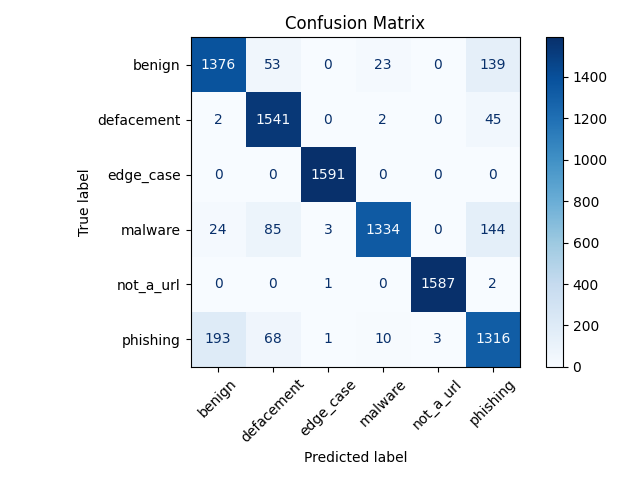 Confusion Matrix
True label
benign 1376 53 0 23 0 139
defacement 2 1541 0 2 0 45
edge_case 0 0 1591 0 0 0
malware 24 85 3 1334 0 144
not_a_url 0 0 1 0 1587 2
phishing 193 68 1 10 3 1316
benign defacement edge_case malware not_a_url phishing
Predicted label
1400
1200
1000
800
600
400
200
0